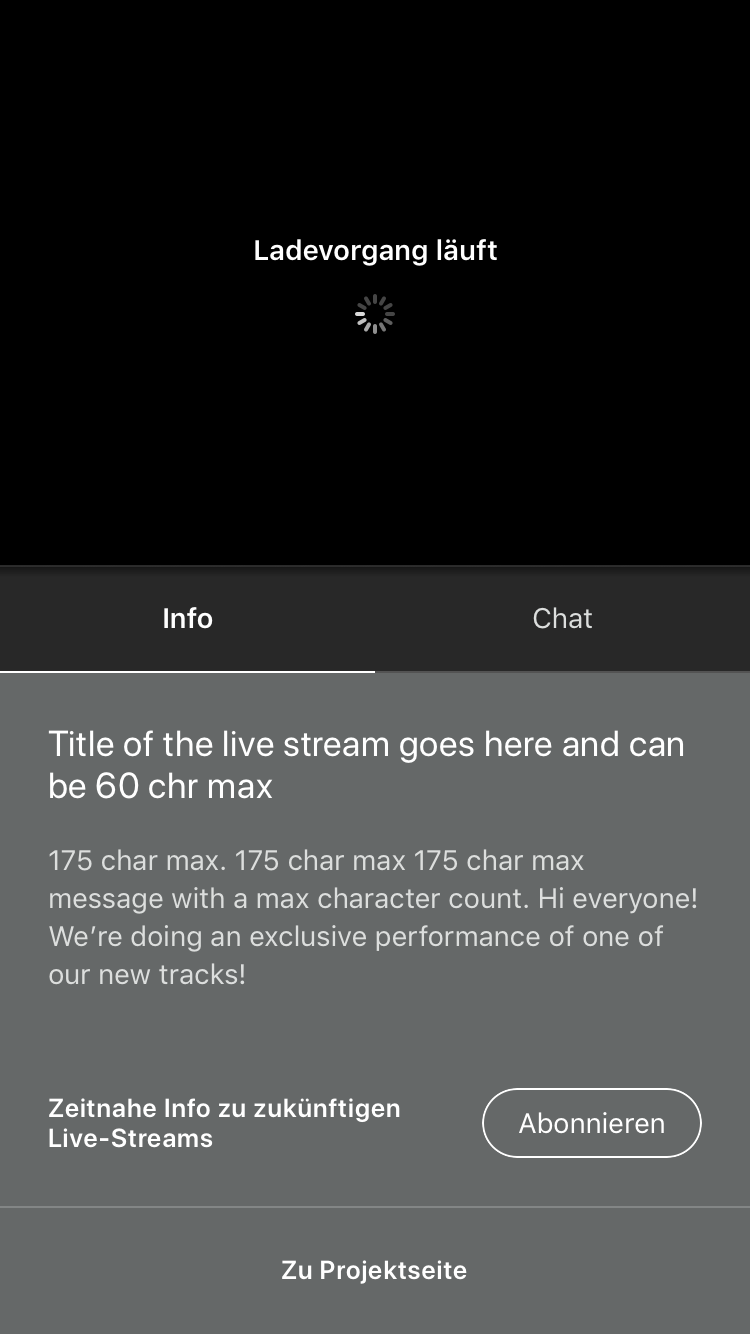 Ladevorgang läuft
Info
Chat
Title of the live stream goes here and can
be 60 chr max
175 char max. 175 char max 175 char max
message with a max character count. Hi everyone!
We’re doing an exclusive performance of one of
our new tracks!
Zeitnahe Info zu zukünftigen
Live-Streams
Abonnieren
Zu Projektseite